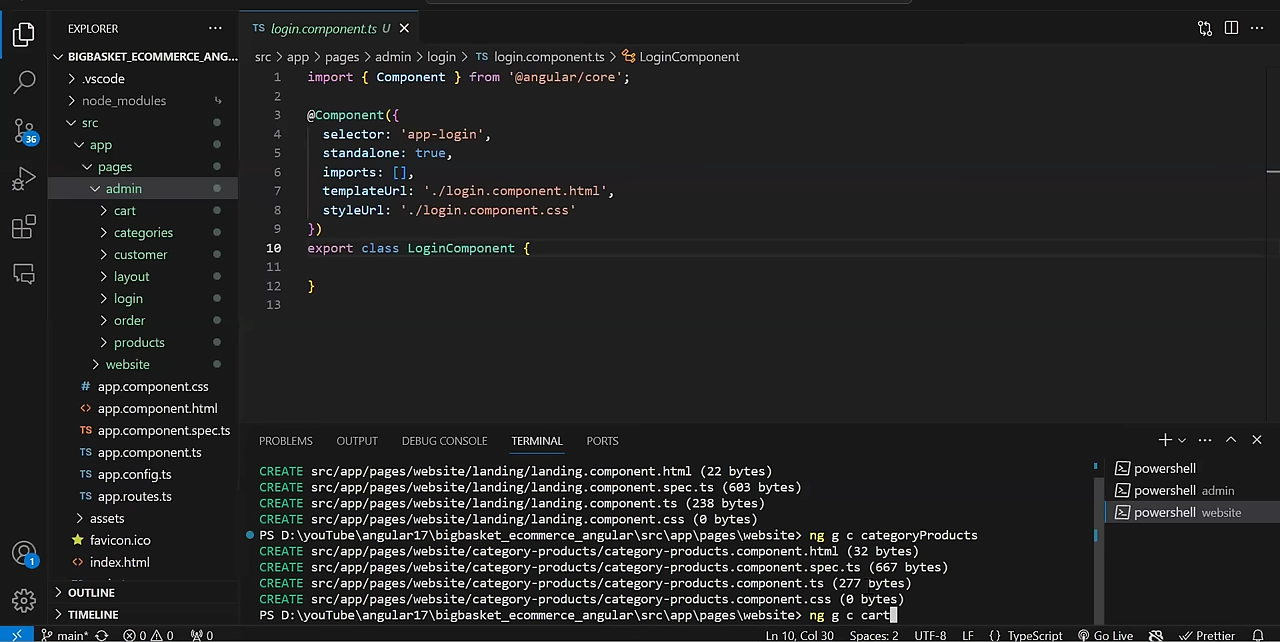 EXPLORER
BIGBASKET_ECOMMERCE_ANG...
.vscode
node_modules
src
app
pages
admin
cart
categories
customer
layout
login
order
products
website
app.component.css
app.component.html
app.component.spec.ts
app.component.ts
app.config.ts
app.routes.ts
assets
favicon.ico
index.html
OUTLINE
TIMELINE
36
1
TS login.component.ts U
src > app > pages > admin > login > TS login.component.ts > LoginComponent
1 import { Component } from '@angular/core';
2
3 @Component({
4 selector: 'app-login',
5 standalone: true,
6 imports: [],
7 templateUrl: './login.component.html',
8 styleUrl: './login.component.css'
9 })
10 export class LoginComponent {
11
12 }
13
PROBLEMS OUTPUT DEBUG CONSOLE TERMINAL PORTS
CREATE src/app/pages/website/landing/landing.component.html (22 bytes)
CREATE src/app/pages/website/landing/landing.component.spec.ts (603 bytes)
CREATE src/app/pages/website/landing/landing.component.ts (238 bytes)
CREATE src/app/pages/website/landing/landing.component.css (0 bytes)
PS D:\youTube\angular17\bigbasket_ecommerce_angular\src\app\pages\website> ng g c categoryProducts
CREATE src/app/pages/website/category-products/category-products.component.html (32 bytes)
CREATE src/app/pages/website/category-products/category-products.component.spec.ts (667 bytes)
CREATE src/app/pages/website/category-products/category-products.component.ts (277 bytes)
CREATE src/app/pages/website/category-products/category-products.component.css (0 bytes)
PS D:\youTube\angular17\bigbasket_ecommerce_angular\src\app\pages\website> ng g c cart
powershell
powershell admin
powershell website
main* 0 0 0 Ln 10, Col 30 Spaces: 2 UTF-8 LF {} TypeScript Go Live Prettier